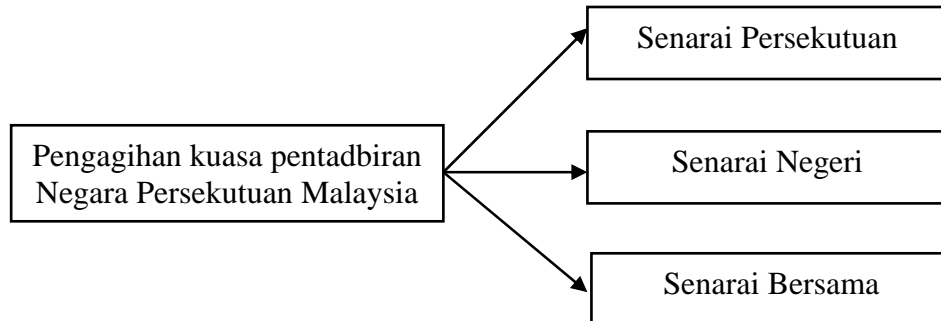 Senarai Persekutuan
Pengagihan kuasa pentadbiran
Negara Persekutuan Malaysia
Senarai Negeri
Senarai Bersama